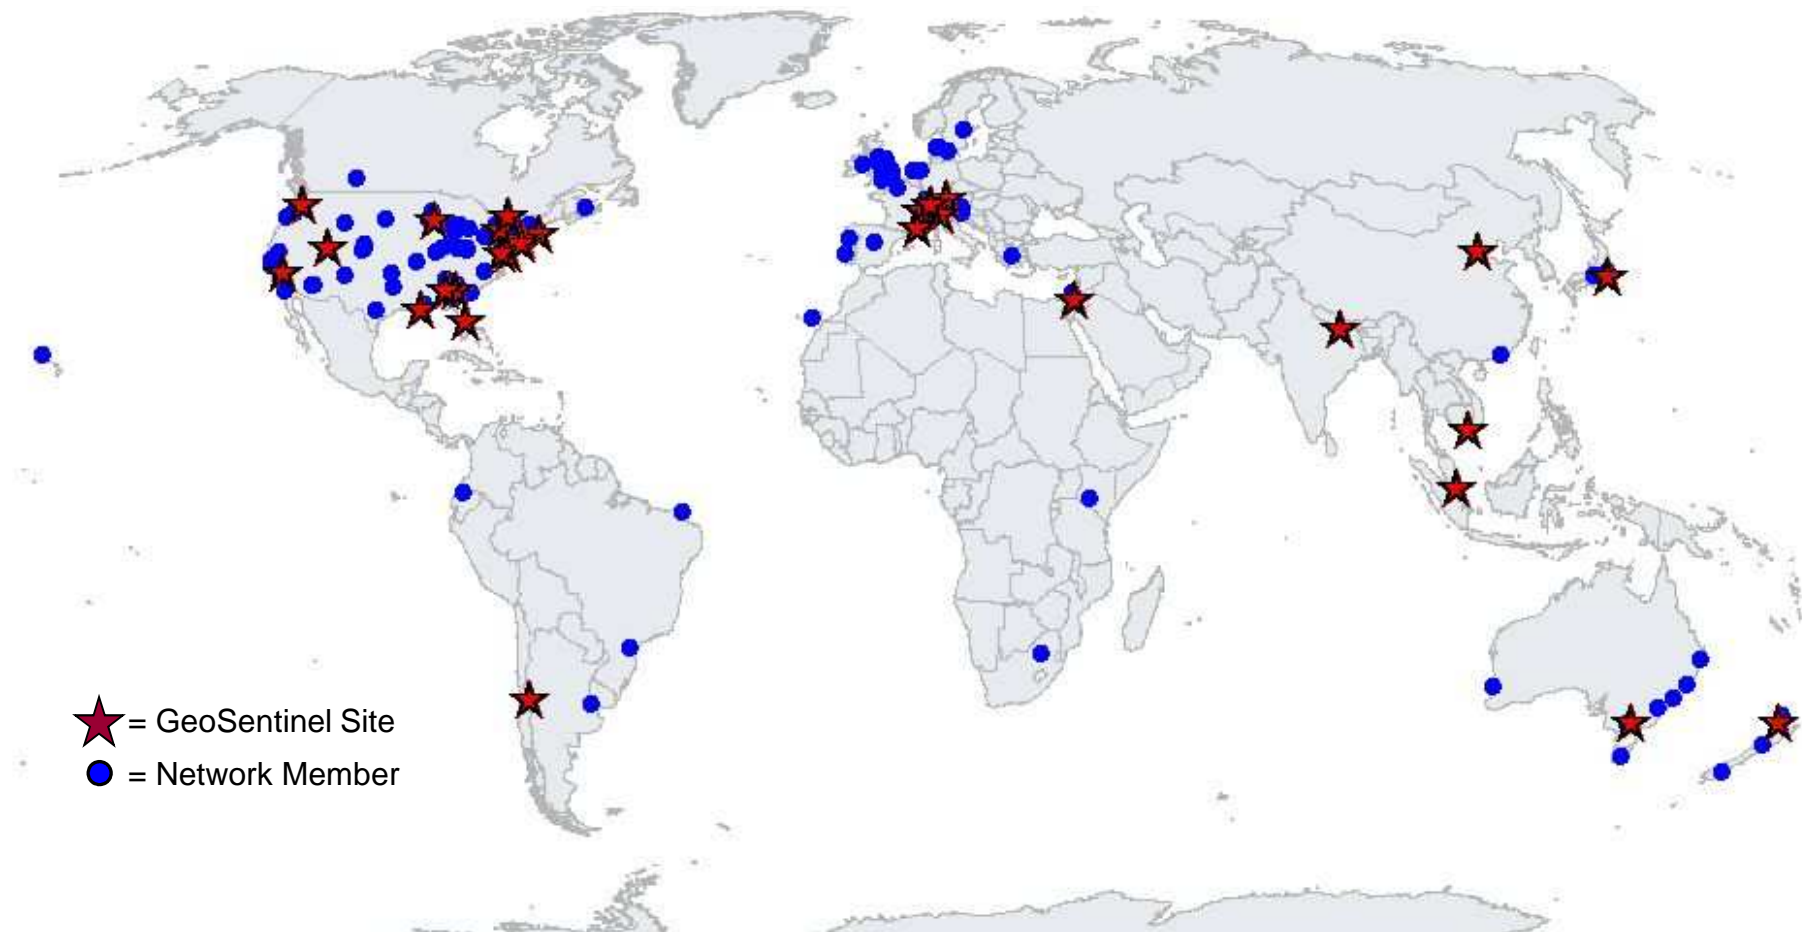 = GeoSentinel Site
= Network Member